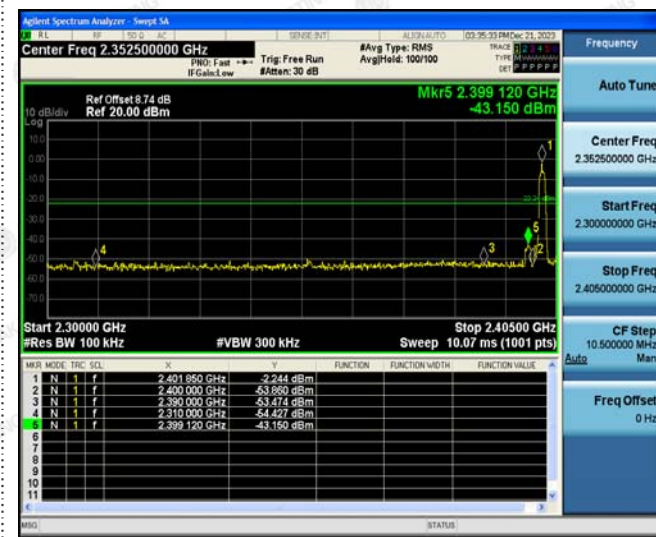 Agilent Spectrum Analyzer - Swept SA
RL RF 50 Ω AC SENSE:INT ALIGNAUTO 03:35:33 PM Dec 21, 2023
Center Freq 2.352500000 GHz
PNO: Fast
IFGain:Low
Trig: Free Run
#Atten: 30 dB
#Avg Type: RMS
Avg|Hold: 100/100
TRACE 1 2 3 4 5 6
TYPE M
DET P P P P P P
Mkr5 2.399 120 GHz
-43.150 dBm
Ref Offset 8.74 dB
Ref 20.00 dBm
10 dB/div
Log
10.0
0.00
-10.0
-20.0
-30.0
-40.0
-60.0
-70.0
1
5
4
3
2
Start 2.30000 GHz
Stop 2.40500 GHz
#Res BW 100 kHz
#VBW 300 kHz
Sweep 10.07 ms (1001 pts)
MKR MODE TRC SCL X Y FUNCTION FUNCTION WIDTH FUNCTION VALUE
1 N 1 f 2.401 850 GHz -2.244 dBm
2 N 1 f 2.400 000 GHz -53.860 dBm
3 N 1 f 2.390 000 GHz -53.474 dBm
4 N 1 f 2.310 000 GHz -54.427 dBm
5 N 1 f 2.399 120 GHz -43.150 dBm
6
7
8
9
10
11
MSG
STATUS
Frequency
Auto Tune
Center Freq
2.352500000 GHz
Start Freq
2.300000000 GHz
Stop Freq
2.405000000 GHz
CF Step
10.500000 MHz
Auto Man
Freq Offset
0 Hz